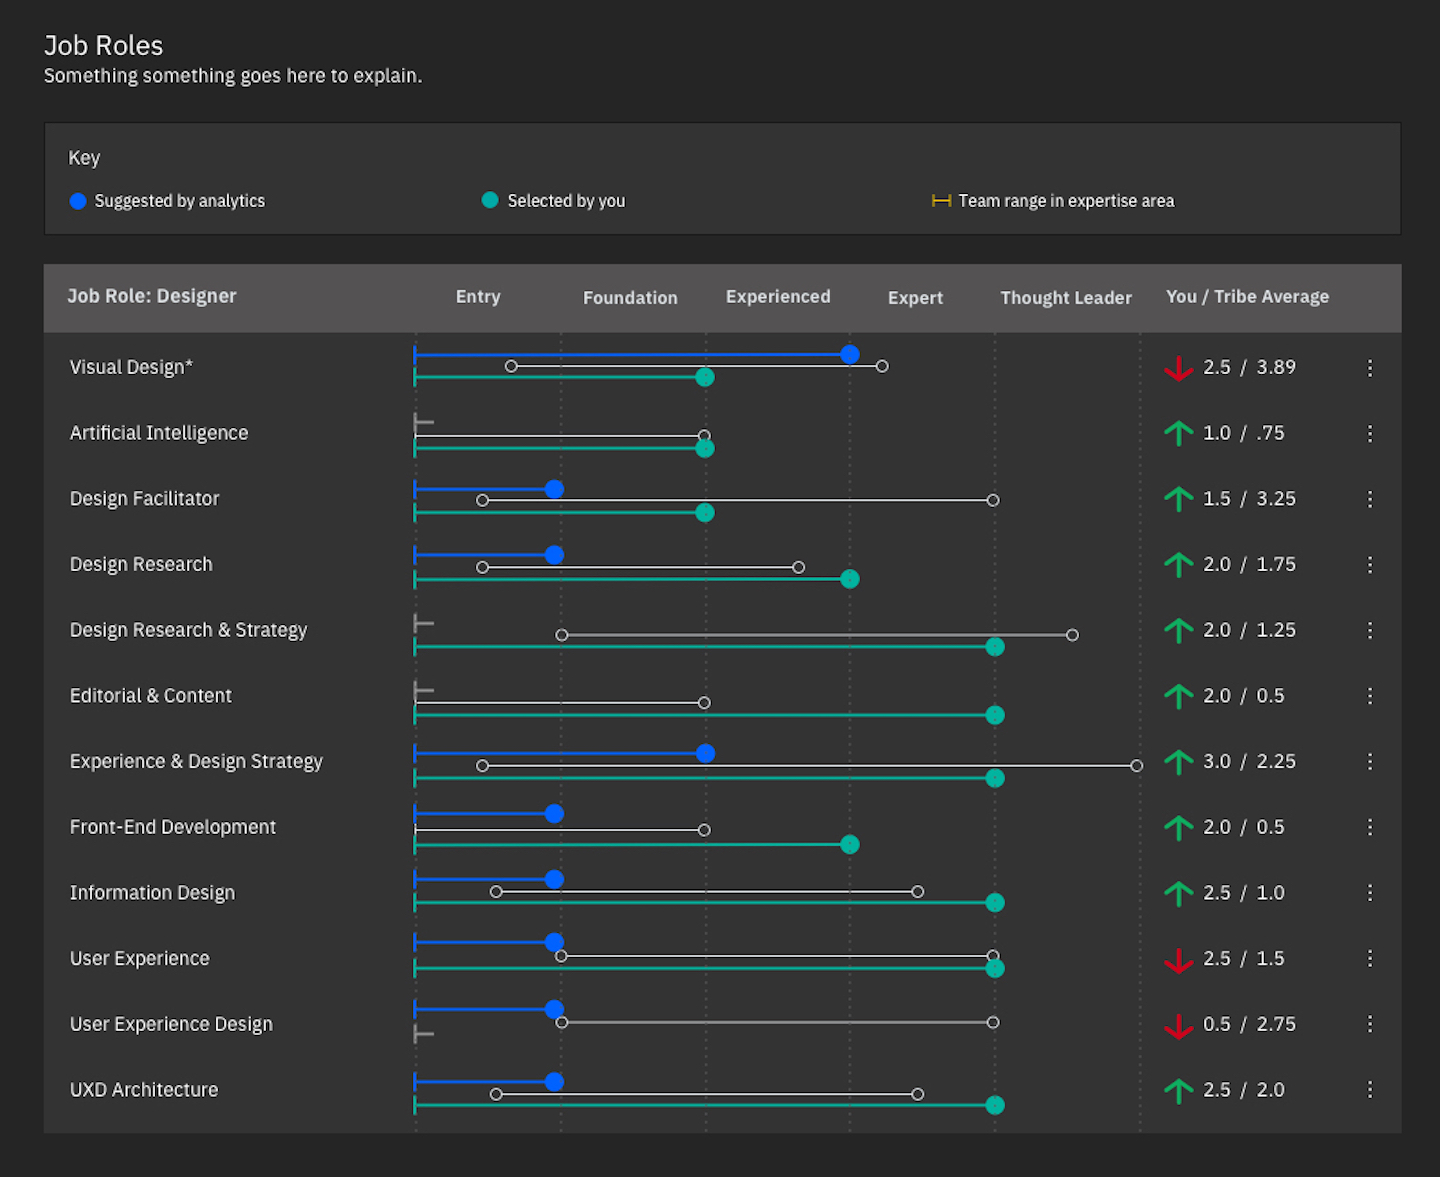 Job Roles
Something something goes here to explain.
Key
Suggested by analytics
Selected by you
Team range in expertise area
Job Role: Designer Entry Foundation Experienced Expert Thought Leader You / Tribe Average
Visual Design* 2.5 / 3.89
Artificial Intelligence 1.0 / .75
Design Facilitator 1.5 / 3.25
Design Research 2.0 / 1.75
Design Research & Strategy 2.0 / 1.25
Editorial & Content 2.0 / 0.5
Experience & Design Strategy 3.0 / 2.25
Front-End Development 2.0 / 0.5
Information Design 2.5 / 1.0
User Experience 2.5 / 1.5
User Experience Design 0.5 / 2.75
UXD Architecture 2.5 / 2.0